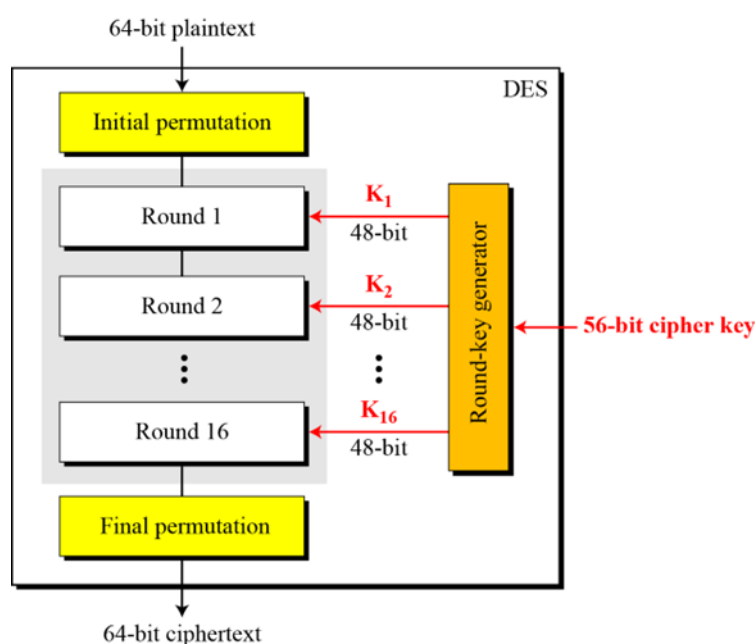 64-bit plaintext
DES
Initial permutation
Round 1
K₁
48-bit
Round 2
K₂
48-bit
Round-key generator
56-bit cipher key
Round 16
K₁₆
48-bit
Final permutation
64-bit ciphertext